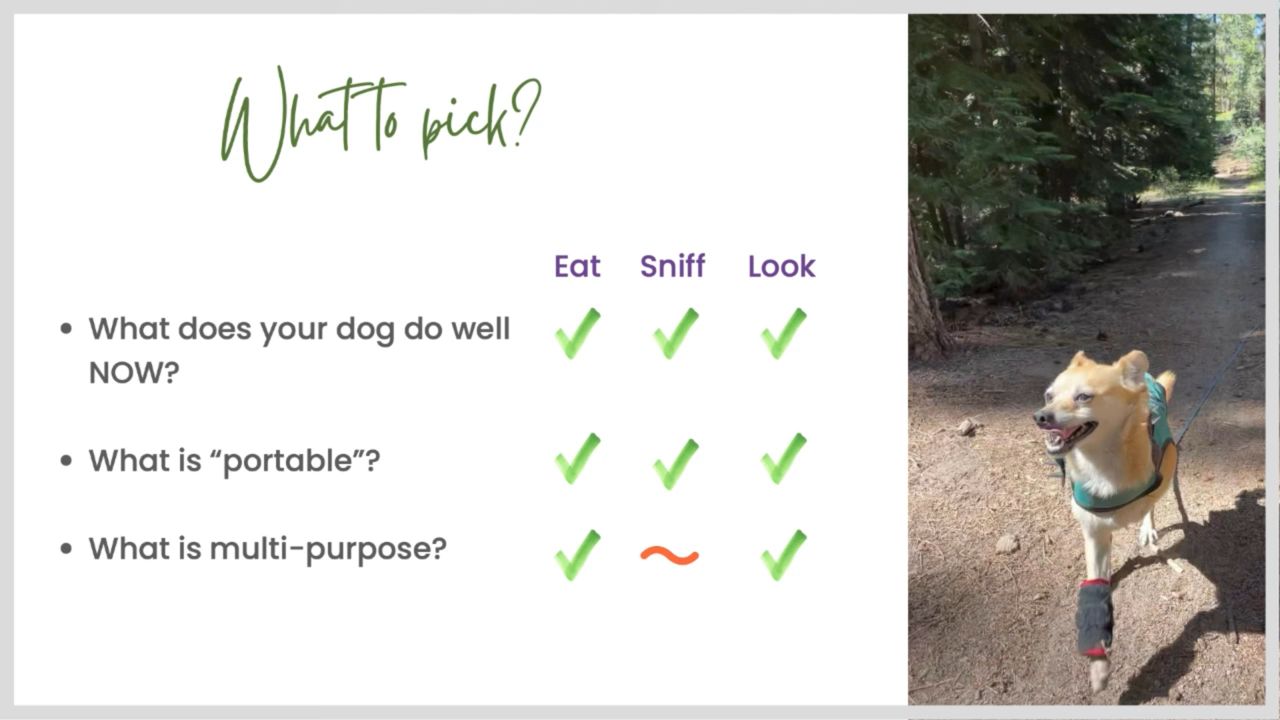 What to pick?
Eat Sniff Look
• What does your dog do well
NOW?
• What is “portable”?
• What is multi-purpose?